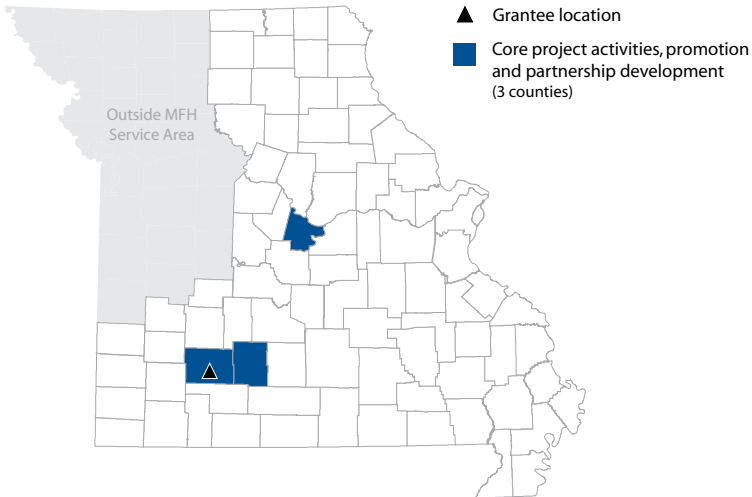 Grantee location
Core project activities, promotion
and partnership development
(3 counties)
Outside MFH
Service Area